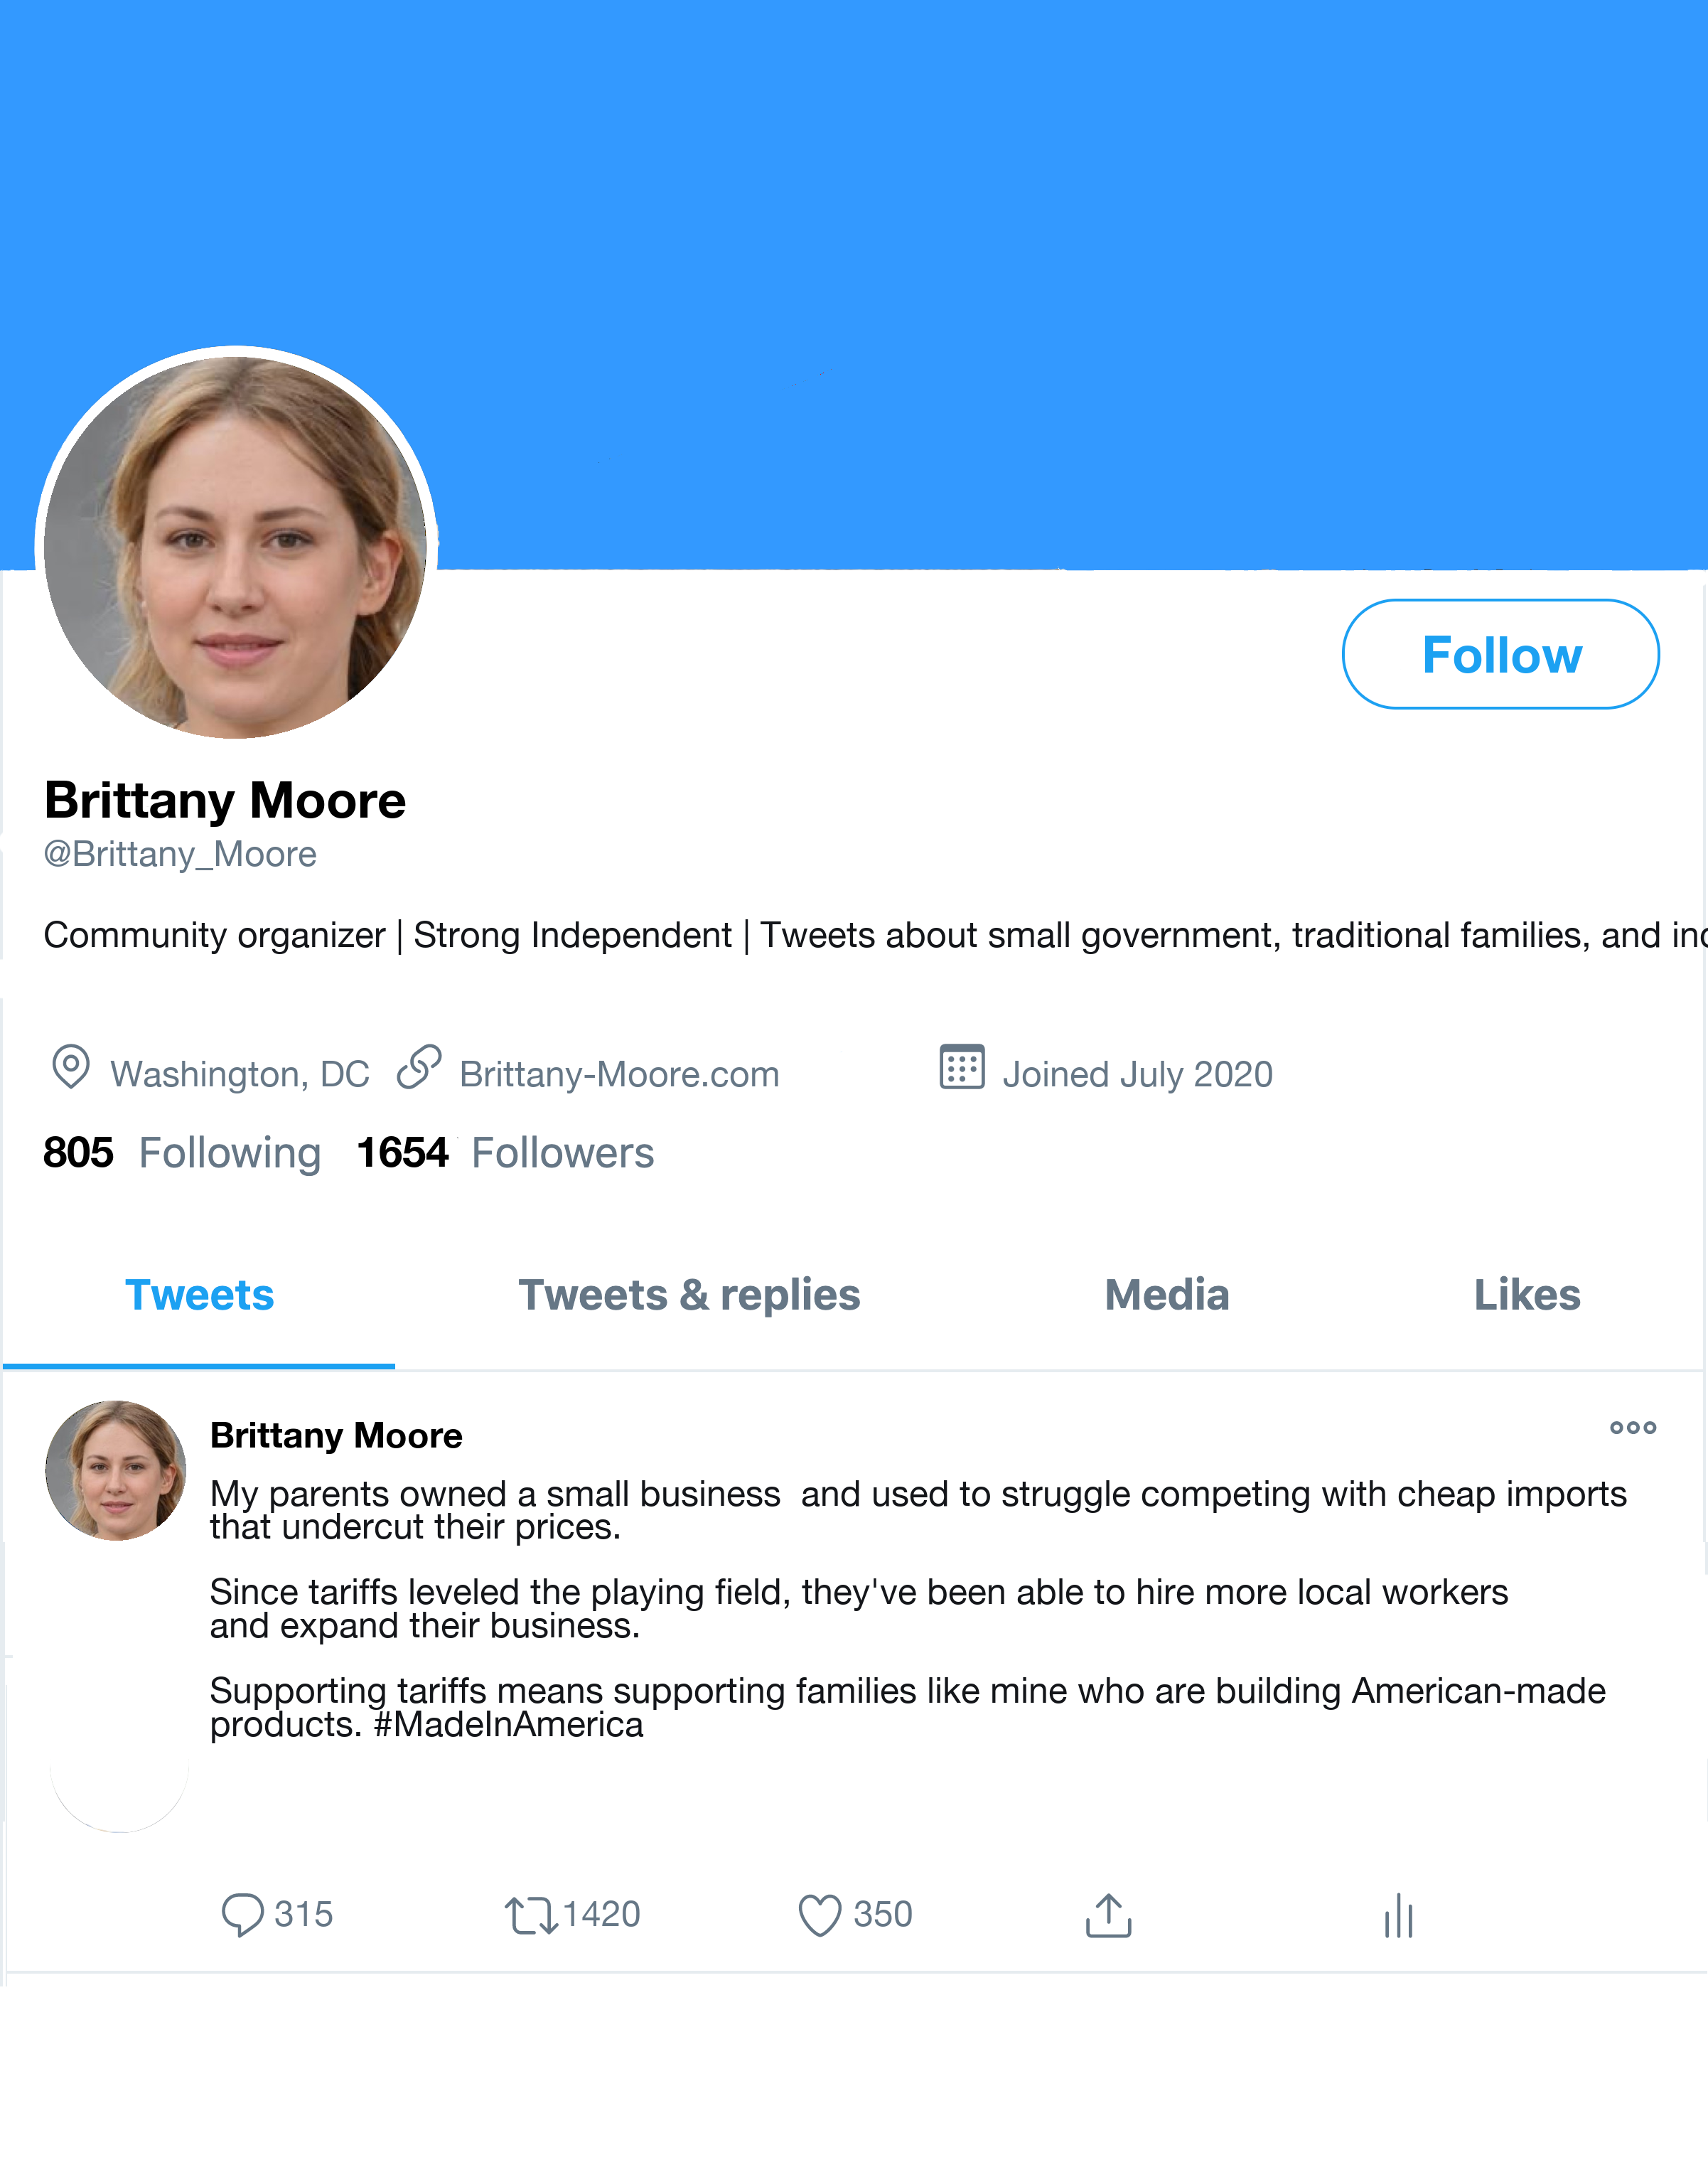 Follow
Brittany Moore
@Brittany_Moore
Community organizer | Strong Independent | Tweets about small government, traditional families, and
Washington, DC Brittany-Moore.com Joined July 2020
805 Following 1654 Followers
Tweets Tweets & replies Media Likes
Brittany Moore
My parents owned a small business  and used to struggle competing with cheap imports
that undercut their prices.
Since tariffs leveled the playing field, they've been able to hire more local workers
and expand their business.
Supporting tariffs means supporting families like mine who are building American-made
products. #MadeInAmerica
315 1420 350